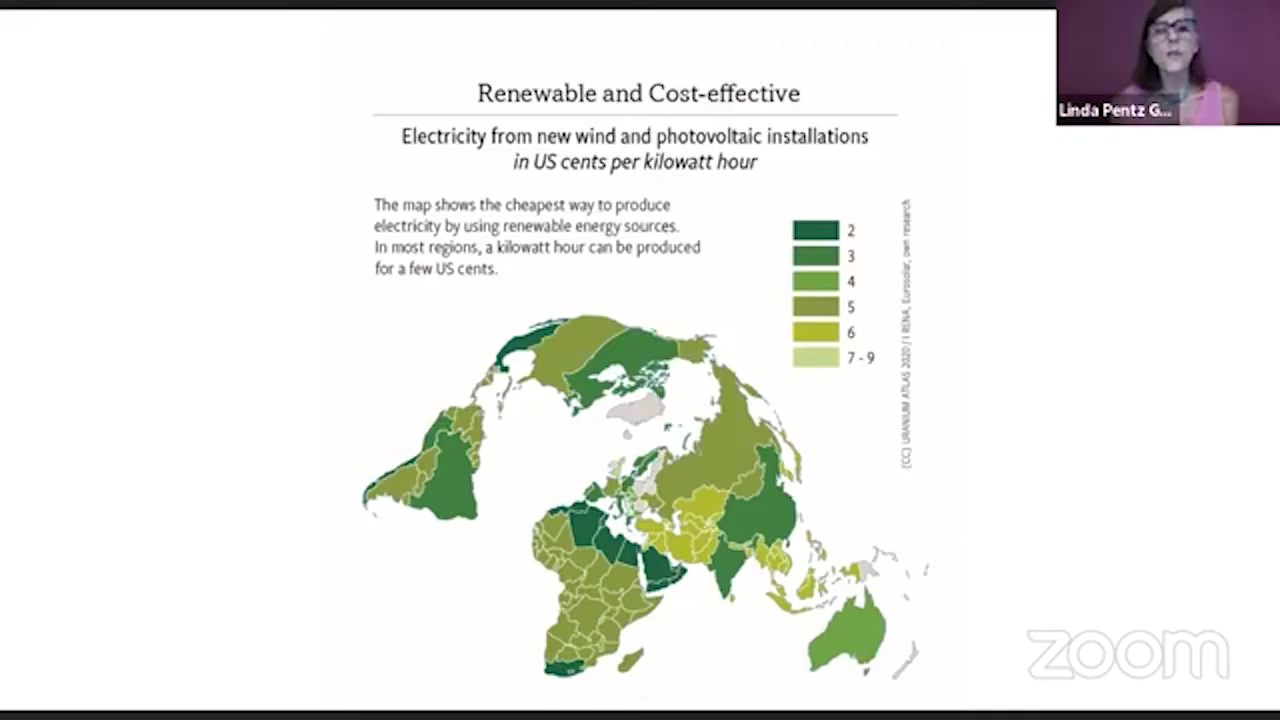 Renewable and Cost-effective
Electricity from new wind and photovoltaic installations
in US cents per kilowatt hour
The map shows the cheapest way to produce
electricity by using renewable energy sources.
In most regions, a kilowatt hour can be produced
for a few US cents.
2
3
4
5
6
7 - 9
(CC) URANIUM ATLAS 2020 / I RENA, Eurosolar, own research
Linda Pentz G...
zoom